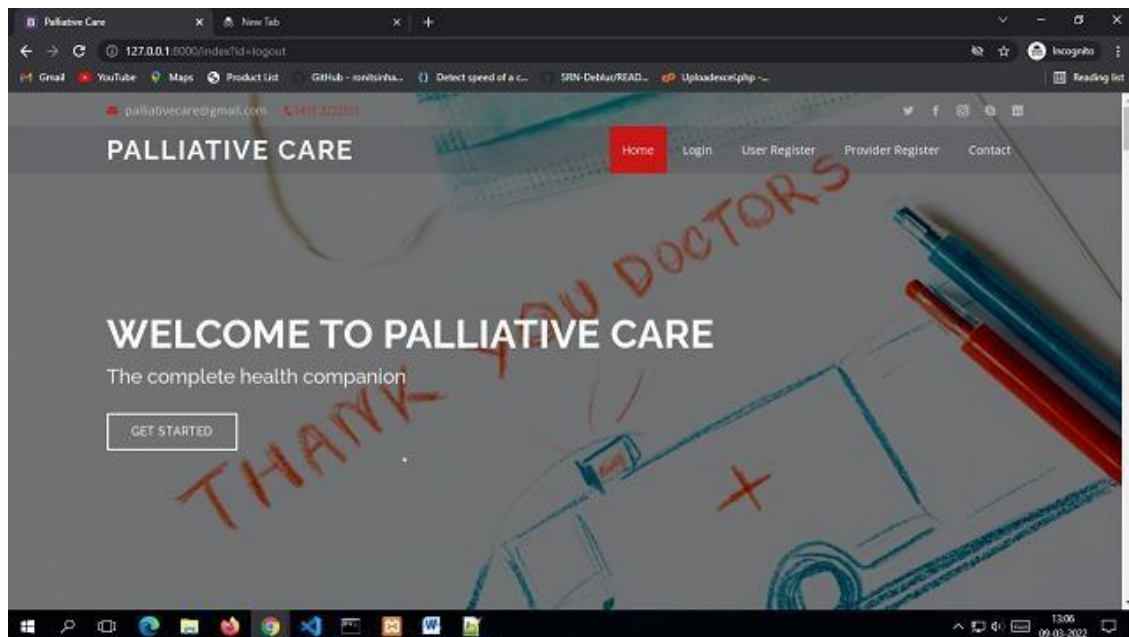 Palliative Care
New Tab
127.0.0.1:8000/index?id=logout
Incognito
Gmail
YouTube
Maps
Product List
GitHub - ronitsinha...
Detect speed of a c...
SRN-Deblur/READ...
Uploadexcel.php -...
Reading list
palliativecare@gmail.com
PALLIATIVE CARE
Home
Login
User Register
Provider Register
Contact
THANK YOU DOCTORS
WELCOME TO PALLIATIVE CARE
The complete health companion
GET STARTED
13:06
09-03-2022